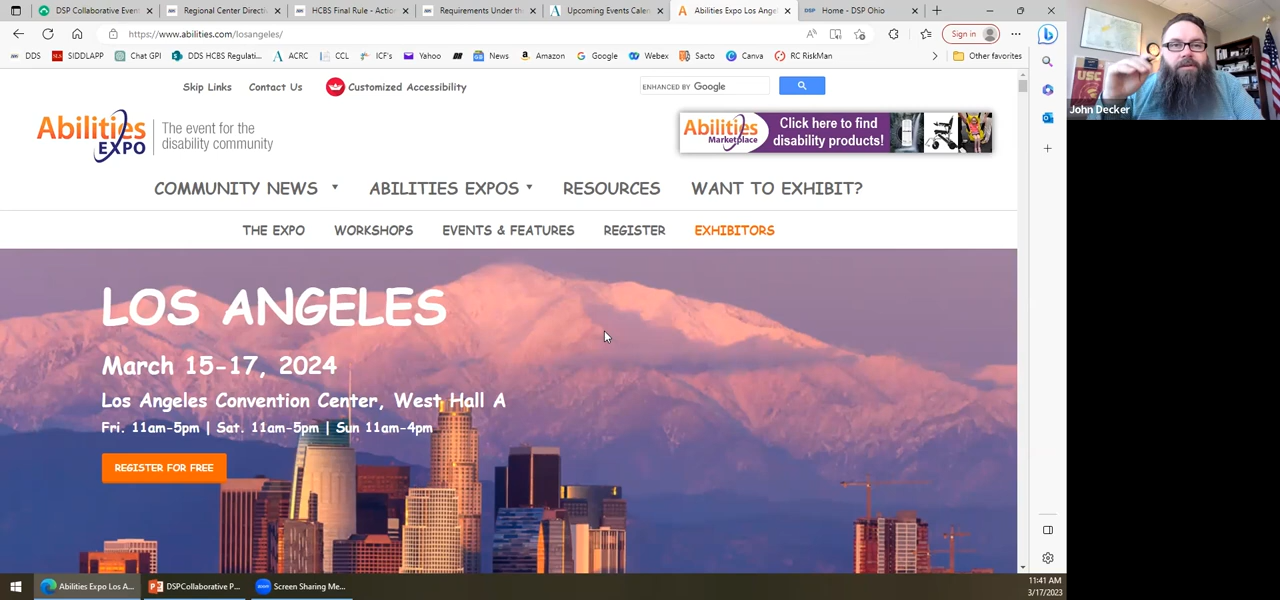 DSP Collaborative Even
Regional Center Directi
HCBS Final Rule - Action
Requirements Under th
Upcoming Events Calen
Abilities Expo Los Angel
Home - DSP Ohio
https://www.abilities.com/losangeles/
Sign in
DDS
SIDDLAPP
Chat GPI
DDS HCBS Regulati...
ACRC
CCL
ICF's
Yahoo
News
Amazon
Google
Webex
Sacto
Canva
RC RiskMan
Other favorites
Skip Links
Contact Us
Customized Accessibility
ENHANCED BY Google
Abilities
EXPO
The event for the
disability community
Abilities
Marketplace
Click here to find
disability products!
COMMUNITY NEWS
ABILITIES EXPOS
RESOURCES
WANT TO EXHIBIT?
THE EXPO
WORKSHOPS
EVENTS & FEATURES
REGISTER
EXHIBITORS
LOS ANGELES
March 15-17, 2024
Los Angeles Convention Center, West Hall A
Fri. 11am-5pm | Sat. 11am-5pm | Sun 11am-4pm
REGISTER FOR FREE
USC
John Decker
Abilities Expo Los A...
DSPCollaborative P...
Screen Sharing Me...
11:41 AM
3/17/2023